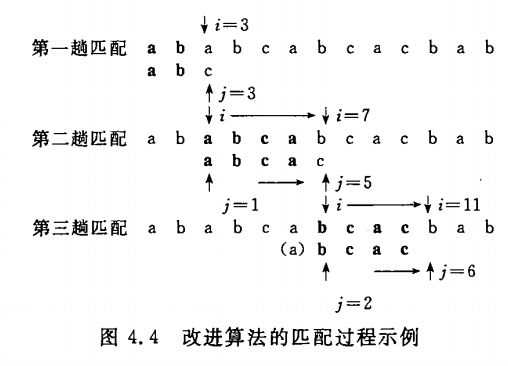 ↓i=3
第一趟匹配 a b a b c a b c a c b a b
a b c
↑j=3
↓i ⟶ ↓i=7
第二趟匹配 a b a b c a b c a c b a b
a b c a c
↑ ⟶ ↑j=5
j=1 ↓i ⟶ ↓i=11
第三趟匹配 a b a b c a b c a c b a b
(a) b c a c
↑ ⟶ ↑j=6
j=2
图 4.4 改进算法的匹配过程示例